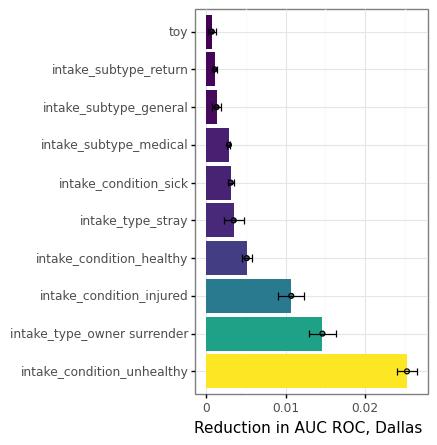 toy
intake_subtype_return
intake_subtype_general
intake_subtype_medical
intake_condition_sick
intake_type_stray
intake_condition_healthy
intake_condition_injured
intake_type_owner surrender
intake_condition_unhealthy
0 0.01 0.02
Reduction in AUC ROC, Dallas